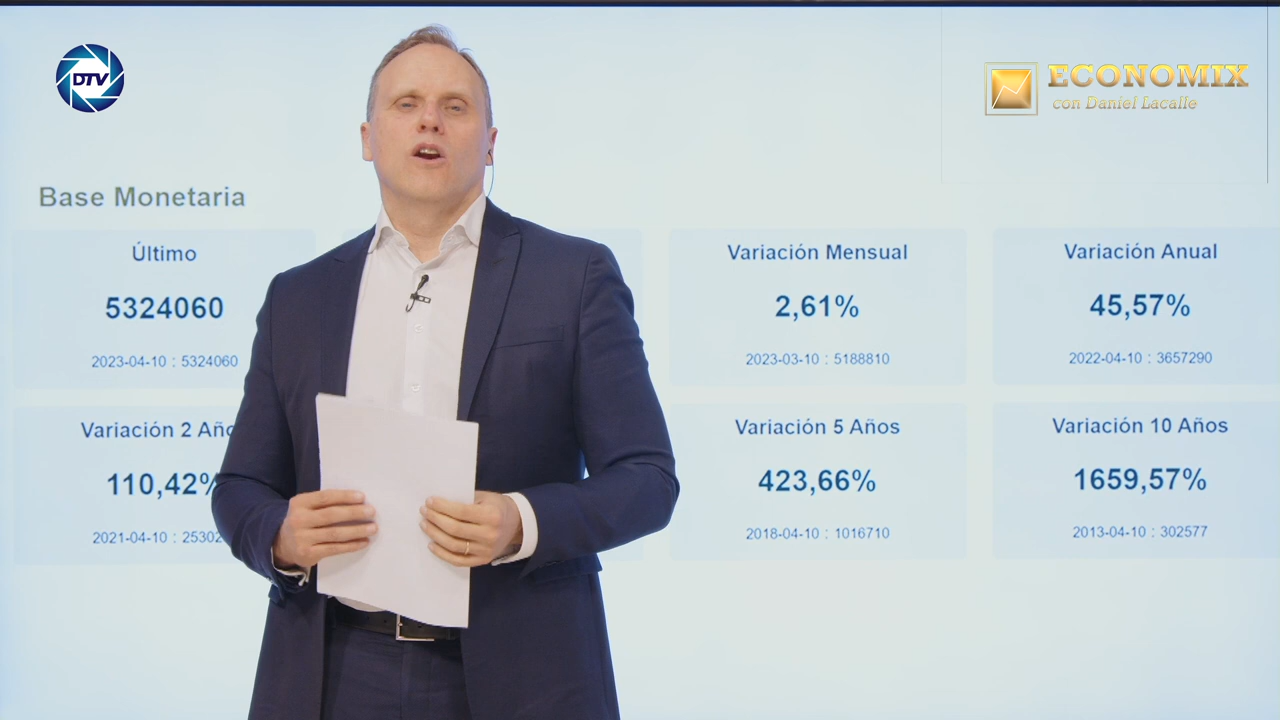 DTV
ECONOMIX
con Daniel Lacalle
Base Monetaria
Último
5324060
2023-04-10 : 5324060
Variación Mensual
2,61%
2023-03-10 : 5188810
Variación Anual
45,57%
2022-04-10 : 3657290
Variación 2
110,42%
2021-04-10 :
Variación 5 Años
423,66%
2018-04-10 : 1016710
Variación 10 Años
1659,57%
2013-04-10 : 302577